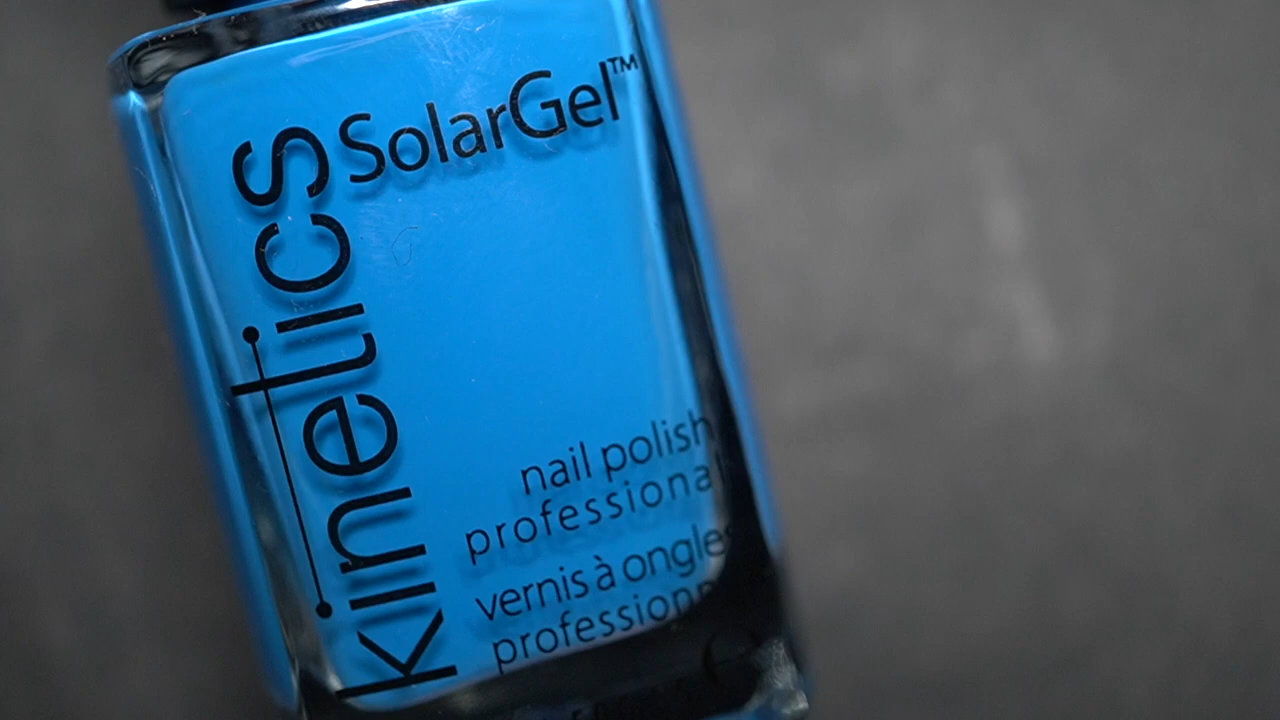 SolarGel™
kinetics
nail polish
professional
vernis à ongles
professionn